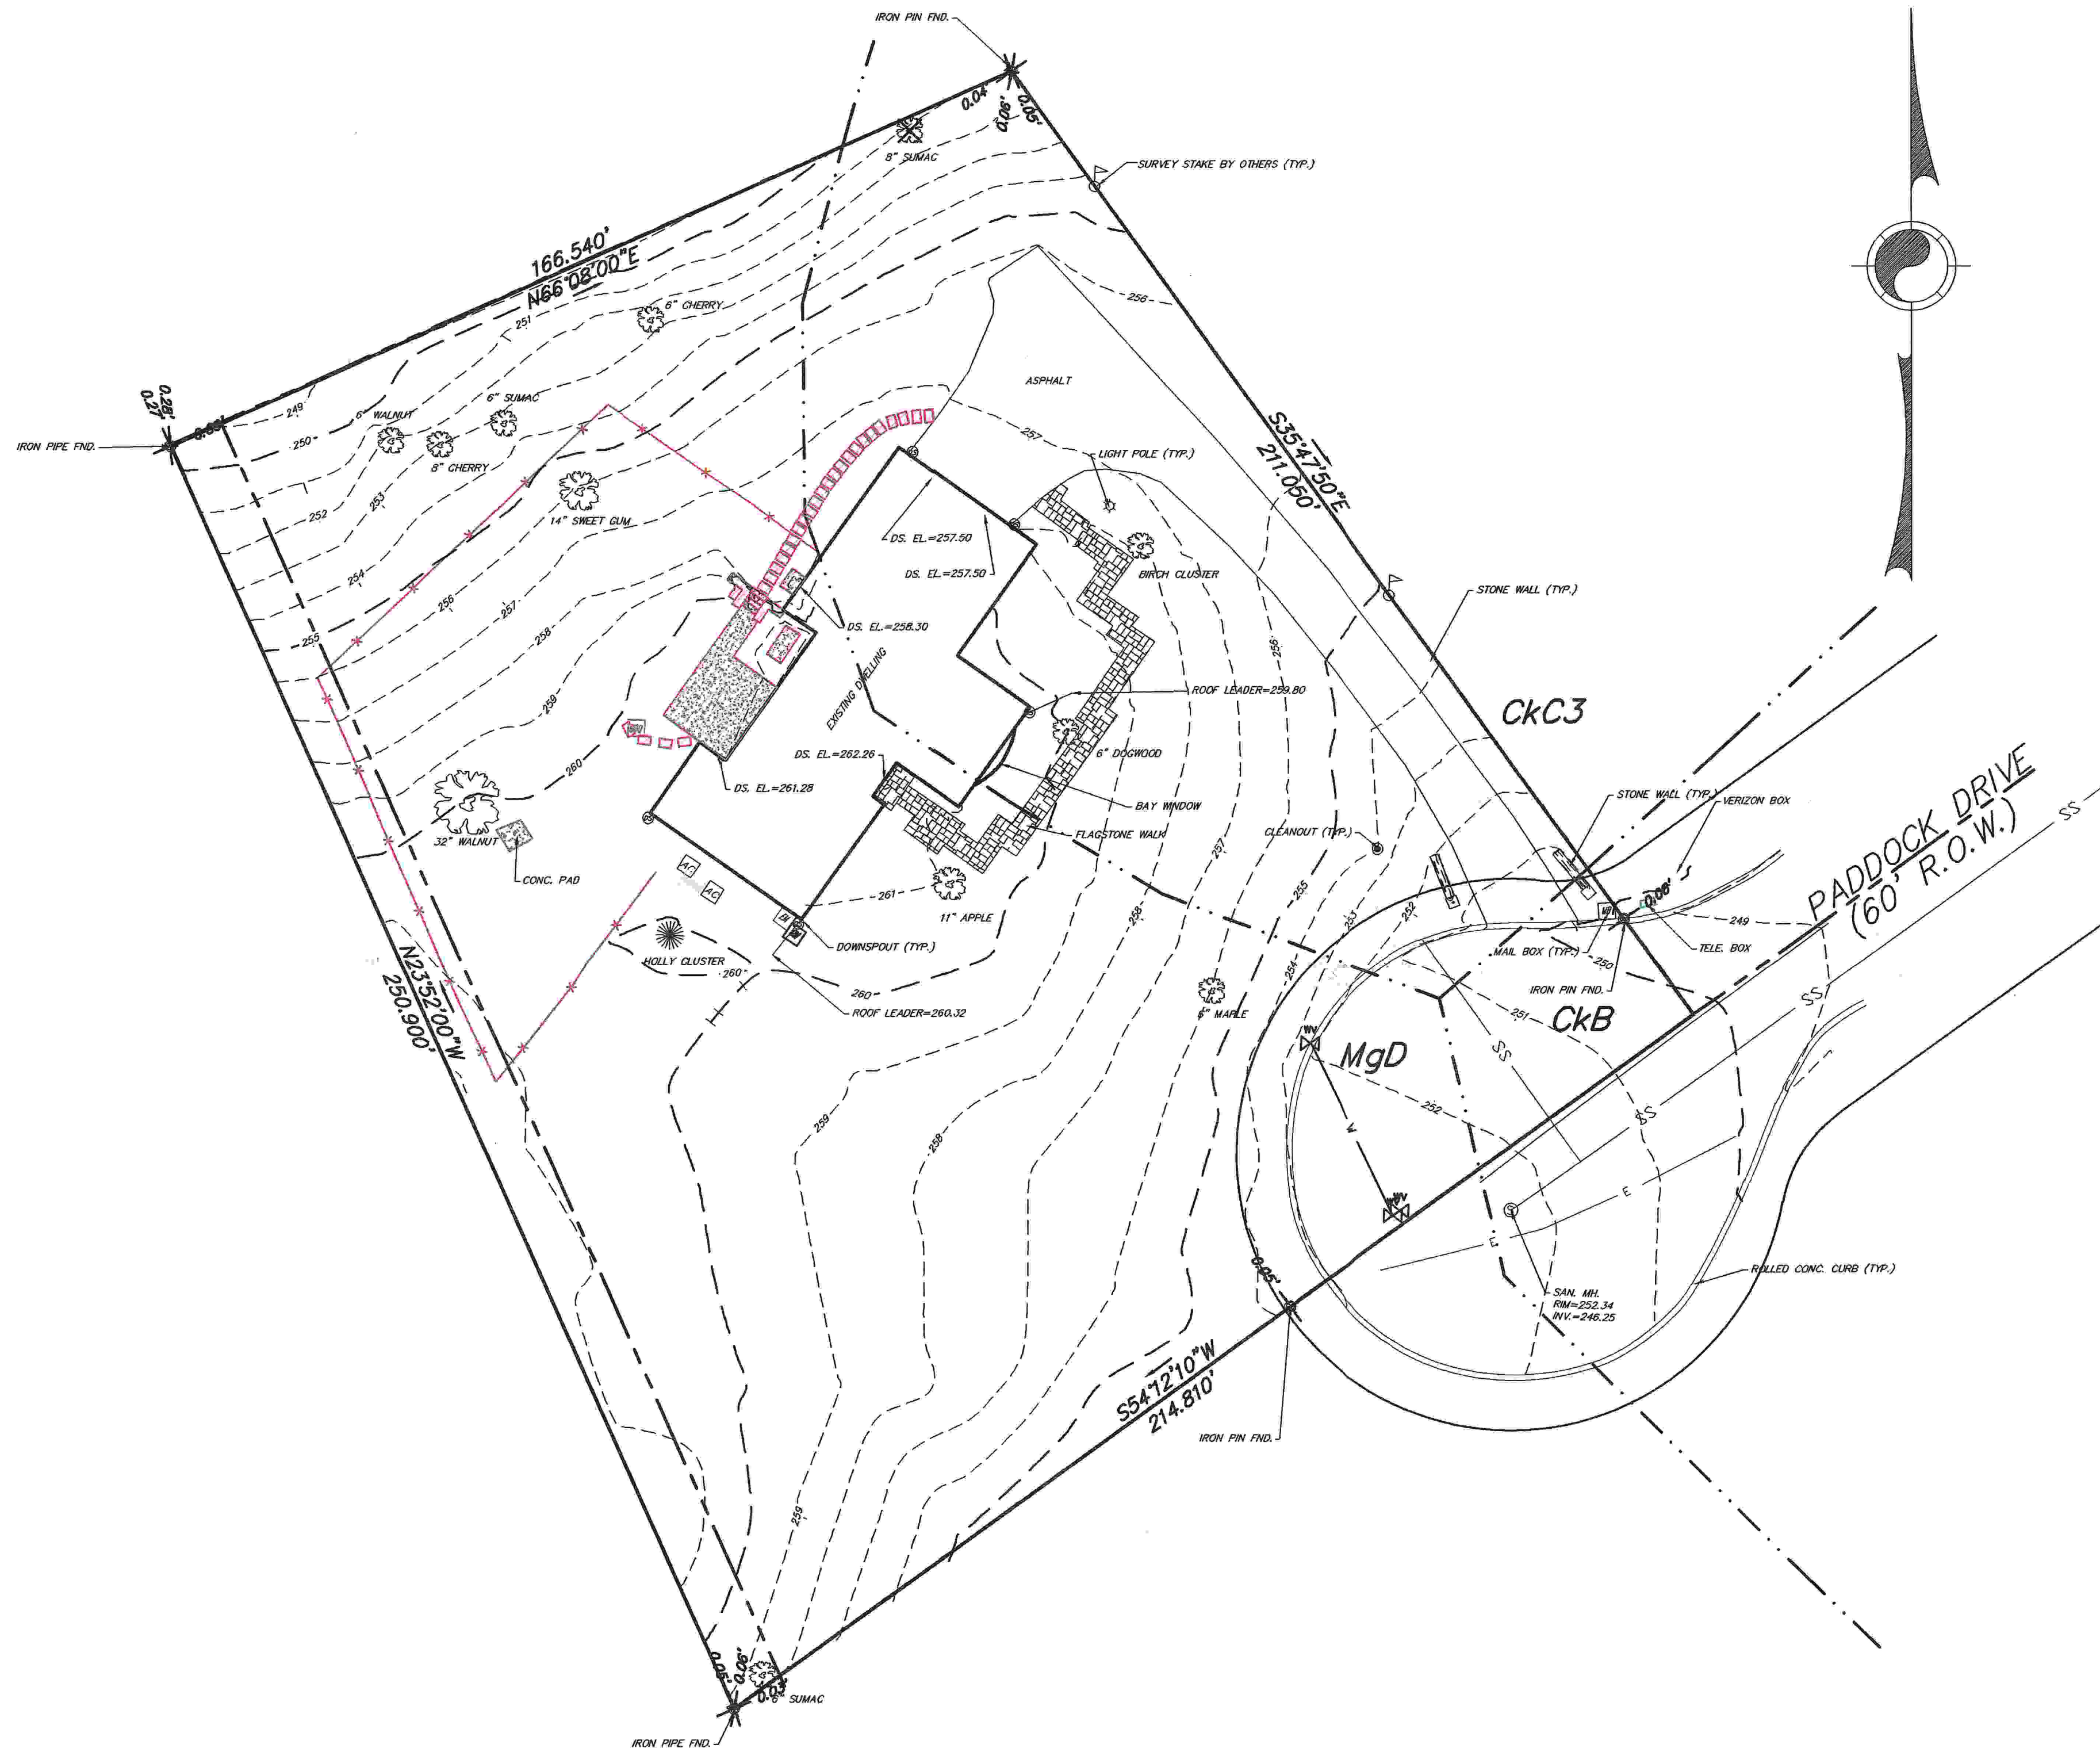 IRON PIN FND.
0.04'
0.06'
0.05'
8" SUMAC
SURVEY STAKE BY OTHERS (TYP.)
166.540'
N66°08'00"E
251
6" CHERRY
256
ASPHALT
0.28'
0.27'
249
6" WALNUT
6" SUMAC
IRON PIPE FND.
250
8" CHERRY
257
S35°47'50"E
211.050'
LIGHT POLE (TYP.)
253
252
14" SWEET GUM
DS. EL.=257.50
DS. EL.=257.50
BIRCH CLUSTER
254
STONE WALL (TYP.)
256
257
DS. EL.=258.30
255
258
256
EXISTING DWELLING
ROOF LEADER=259.80
259
CkC3
6" DOGWOOD
DS. EL.=262.26
260
DS. EL.=261.28
BAY WINDOW
STONE WALL (TYP.)
VERIZON BOX
PADDOCK DRIVE
(60' R.O.W.)
SS
32" WALNUT
FLAGSTONE WALK
CLEANOUT (TYP.)
257
AC
AC
CONC. PAD
261
255
0.06'
11" APPLE
258
253
252
MB
249
DOWNSPOUT (TYP.)
TELE. BOX
MAIL BOX (TYP.)
250
HOLLY CLUSTER
260
254
260
IRON PIN FND.
SS
N23°52'00"W
250.900'
ROOF LEADER=260.32
6" MAPLE
251
CkB
WV
MgD
SS
252
SS
259
W
258
E
E
0.05'
ROLLED CONC. CURB (TYP.)
SAN. MH.
RIM=252.34
INV.=246.25
S54°12'10"W
214.810'
IRON PIN FND.
259
0.05'
0.06'
0.03'
6" SUMAC
IRON PIPE FND.